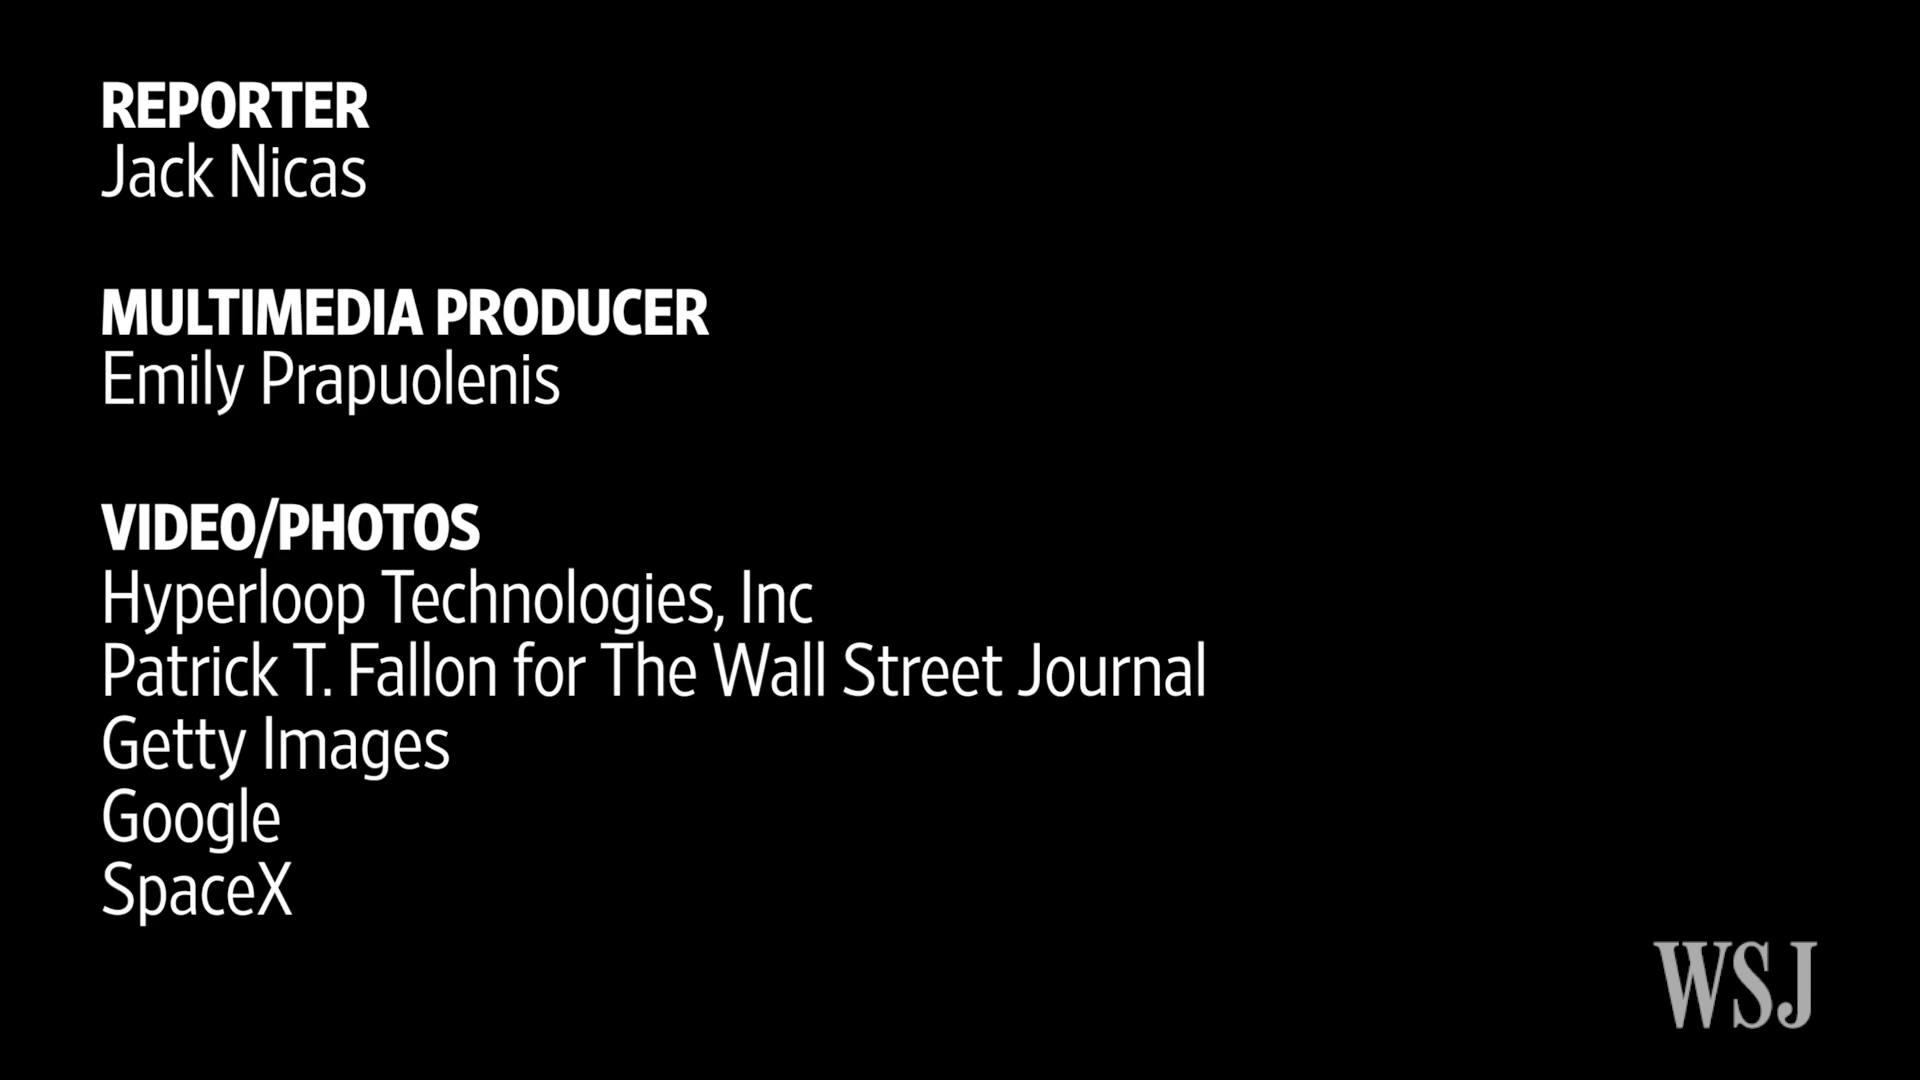 REPORTER
Jack Nicas
MULTIMEDIA PRODUCER
Emily Prapuolenis
VIDEO/PHOTOS
Hyperloop Technologies, Inc
Patrick T. Fallon for The Wall Street Journal
Getty Images
Google
SpaceX
WSJ